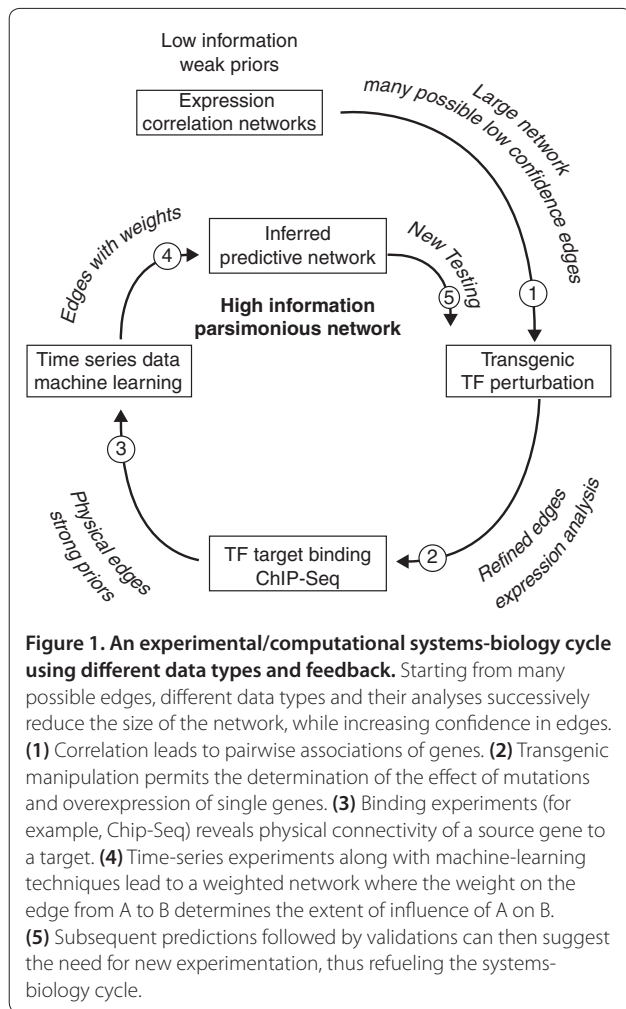 Low information
weak priors
Expression
correlation networks
Large network
many possible low confidence edges
1
Transgenic
TF perturbation
Refined edges
expression analysis
2
TF target binding
ChIP-Seq
Physical edges
strong priors
3
Time series data
machine learning
Edges with weights
4
Inferred
predictive network
New Testing
5
High information
parsimonious network
Figure 1. An experimental/computational systems-biology cycle
using different data types and feedback. Starting from many
possible edges, different data types and their analyses successively
reduce the size of the network, while increasing confidence in edges.
(1) Correlation leads to pairwise associations of genes. (2) Transgenic
manipulation permits the determination of the effect of mutations
and overexpression of single genes. (3) Binding experiments (for
example, Chip-Seq) reveals physical connectivity of a source gene to
a target. (4) Time-series experiments along with machine-learning
techniques lead to a weighted network where the weight on the
edge from A to B determines the extent of influence of A on B.
(5) Subsequent predictions followed by validations can then suggest
the need for new experimentation, thus refueling the systems-
biology cycle.